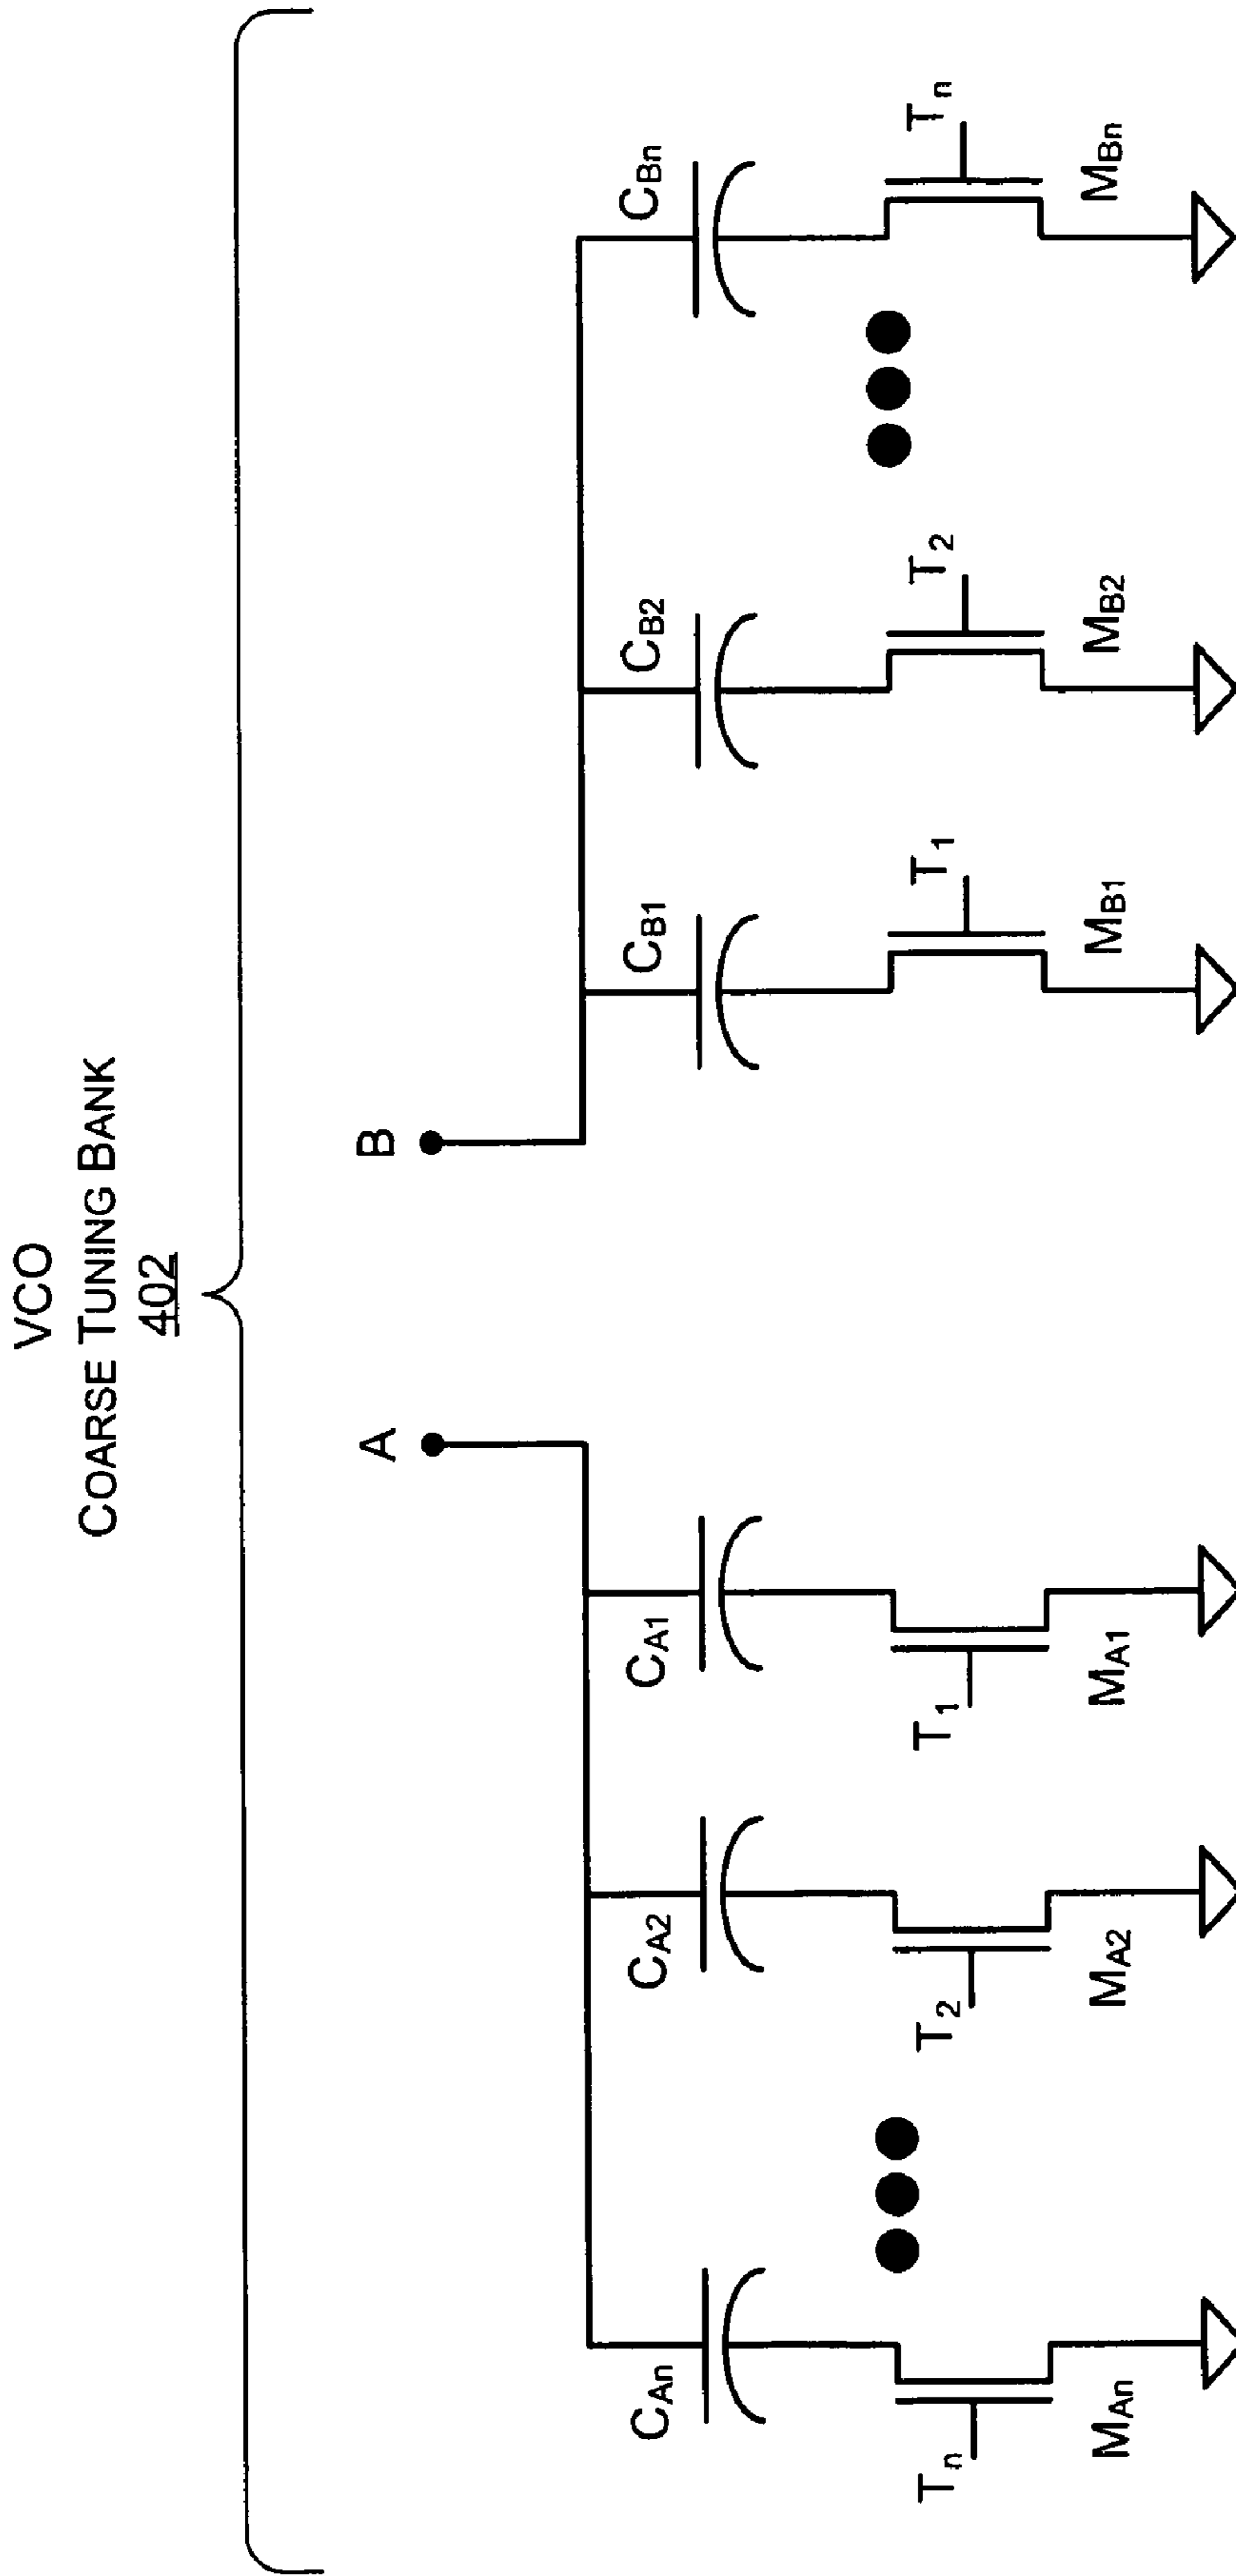 VCO
COARSE TUNING BANK
402
A
B
CAn
CA2
CA1
CB1
CB2
CBn
Tn
T2
T1
T1
T2
Tn
MAn
MA2
MA1
MB1
MB2
MBn